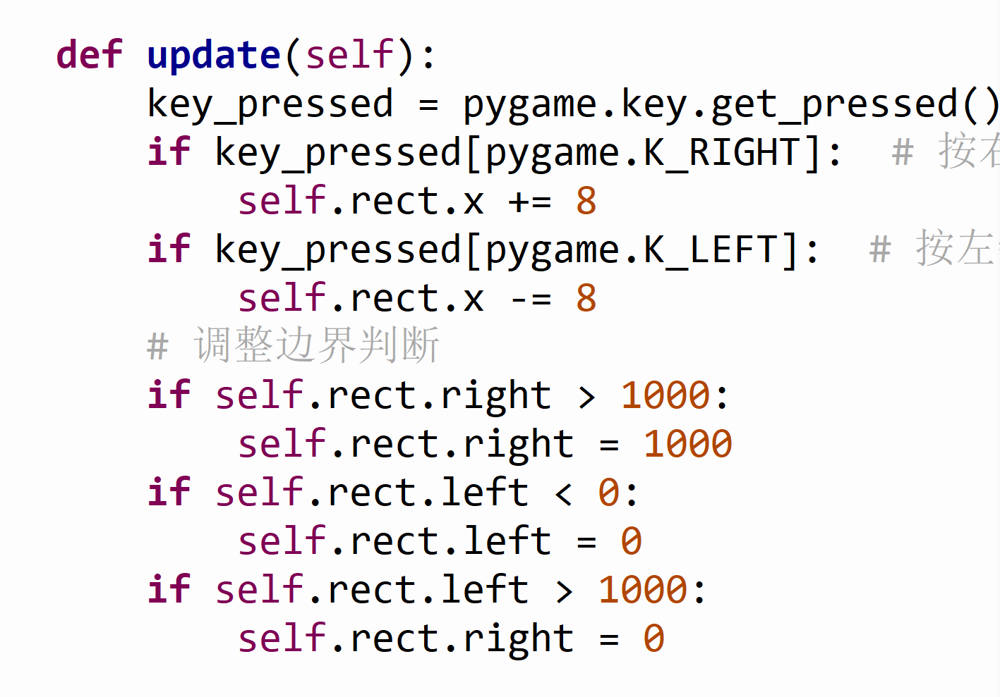 def update(self):
key_pressed = pygame.key.get_pressed()
if key_pressed[pygame.K_RIGHT]:  # 按右
self.rect.x += 8
if key_pressed[pygame.K_LEFT]:  # 按左
self.rect.x -= 8
# 调整边界判断
if self.rect.right > 1000:
self.rect.right = 1000
if self.rect.left < 0:
self.rect.left = 0
if self.rect.left > 1000:
self.rect.right = 0